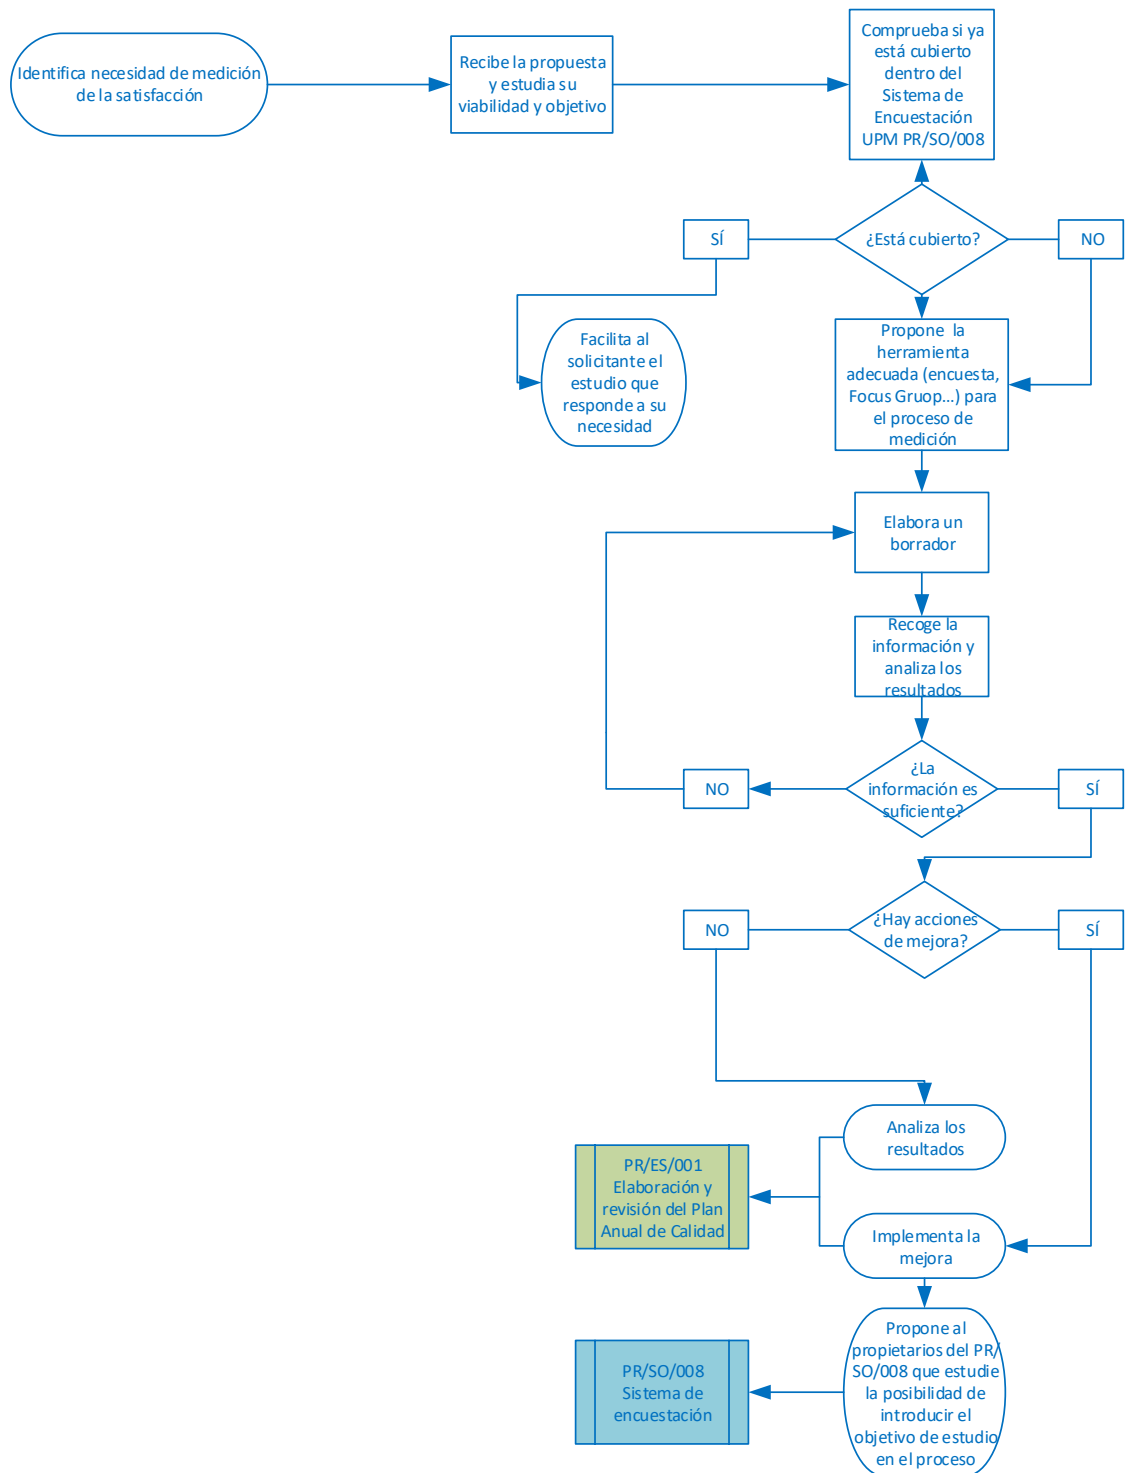 Identifica necesidad de medición
de la satisfacción
Recibe la propuesta
y estudia su
viabilidad y objetivo
Comprueba si ya
está cubierto
dentro del
Sistema de
Encuestación
UPM PR/SO/008
SÍ
¿Está cubierto?
NO
Facilita al
solicitante el
estudio que
responde a su
necesidad
Propone la
herramienta
adecuada (encuesta,
Focus Gruop...) para
el proceso de
medición
Elabora un
borrador
Recoge la
información y
analiza los
resultados
NO
¿La
información es
suficiente?
SÍ
NO
¿Hay acciones
de mejora?
SÍ
Analiza los
resultados
PR/ES/001
Elaboración y
revisión del Plan
Anual de Calidad
Implementa la
mejora
PR/SO/008
Sistema de
encuestación
Propone al
propietarios del PR/
SO/008 que estudie
la posibilidad de
introducir el
objetivo de estudio
en el proceso